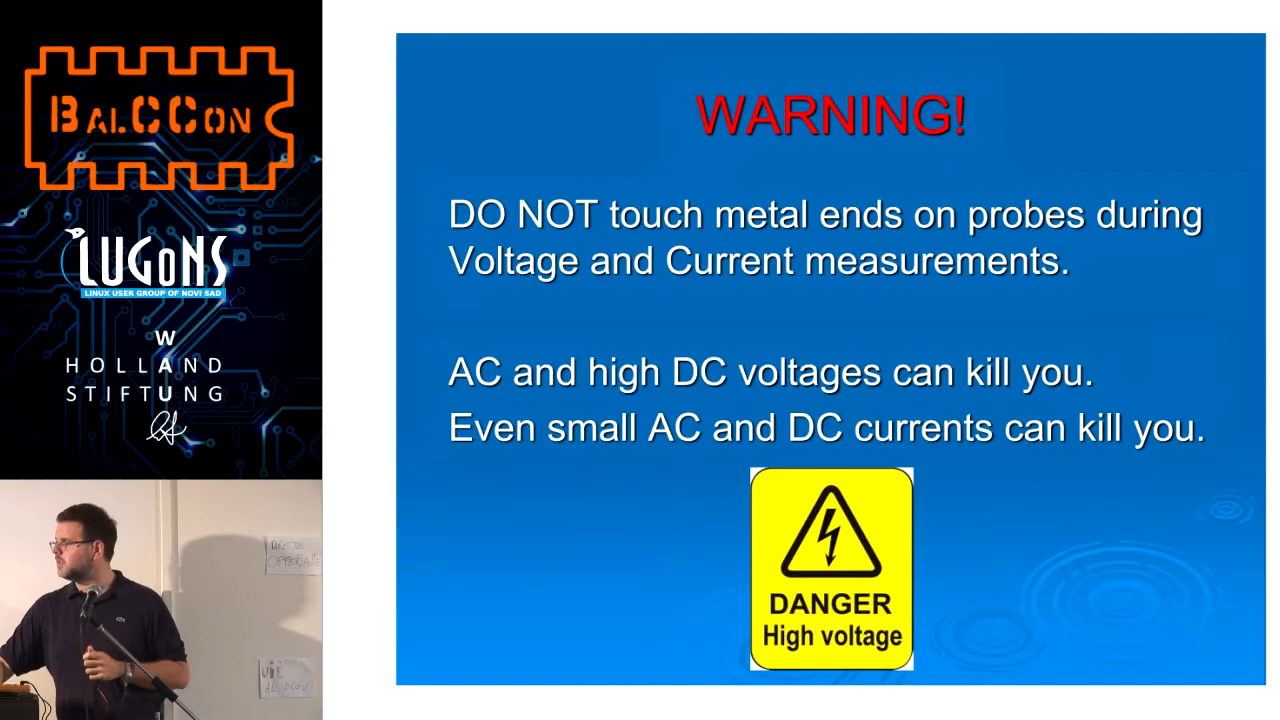 BALCCON
LUGoNS
LINUX USER GROUP OF NOVI SAD
W
HOLLAND
STIFTUNG
WARNING!
DO NOT touch metal ends on probes during
Voltage and Current measurements.
AC and high DC voltages can kill you.
Even small AC and DC currents can kill you.
DANGER
High voltage